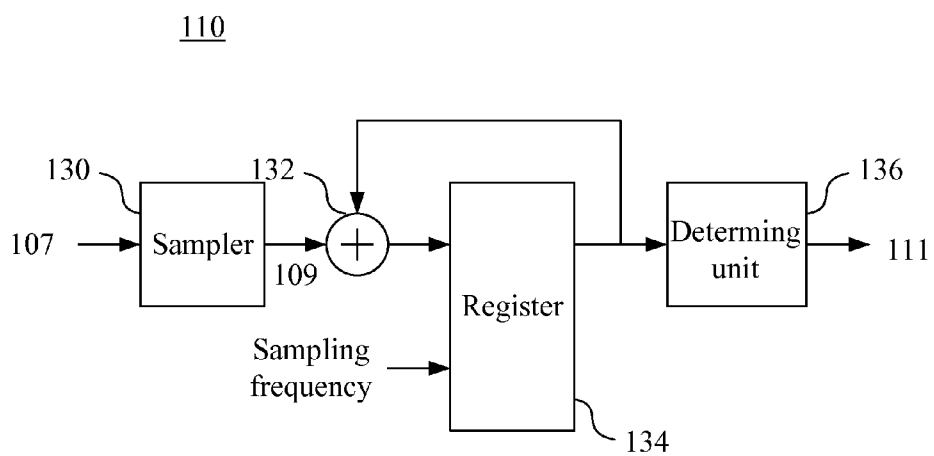 110
130
132
136
107
Sampler
109
+
Determing
unit
111
Register
Sampling
frequency
134